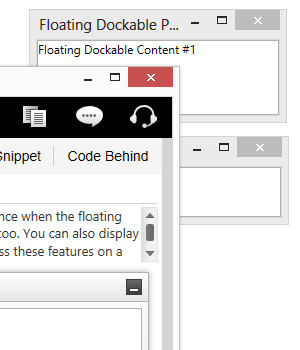 Floating Dockable P...
Floating Dockable Content #1
Snippet
Code Behind
nce when the floating
too. You can also display
ss these features on a